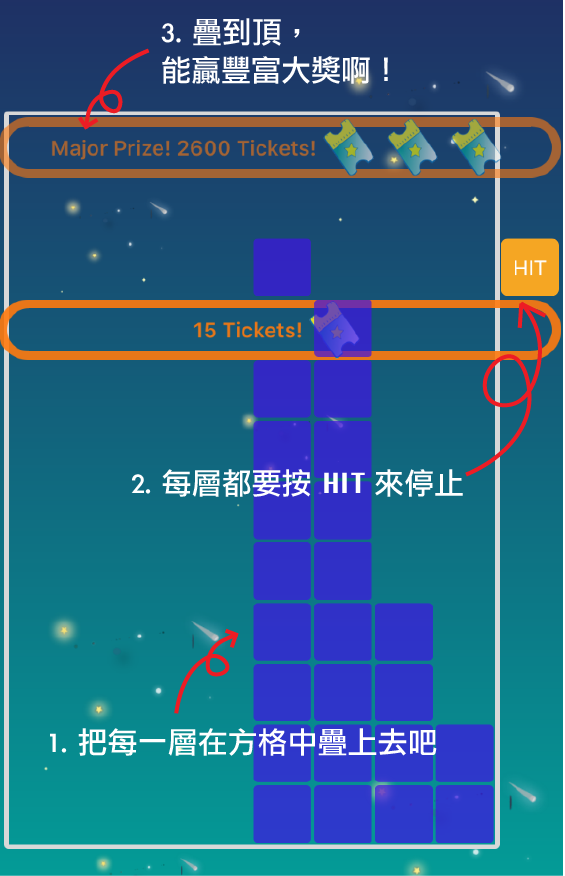 3. 疊到頂，
能贏豐富大獎啊！
Major Prize! 2600 Tickets!
HIT
15 Tickets!
2. 每層都要按 HIT 來停止
1. 把每一層在方格中疊上去吧